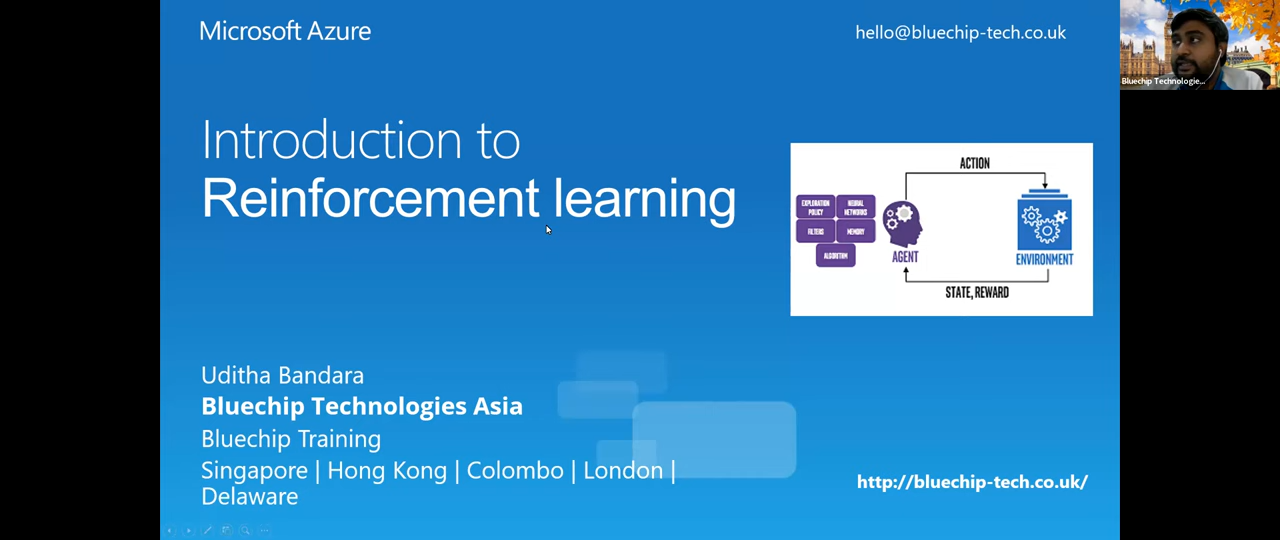 Microsoft Azure
hello@bluechip-tech.co.uk
Bluechip Technologie...
Introduction to
Reinforcement learning
ACTION
EXPLORATION
POLICY
NEURAL
NETWORKS
FILTERS
MEMORY
ALGORITHM
AGENT
ENVIRONMENT
STATE, REWARD
Uditha Bandara
Bluechip Technologies Asia
Bluechip Training
Singapore | Hong Kong | Colombo | London |
Delaware
http://bluechip-tech.co.uk/